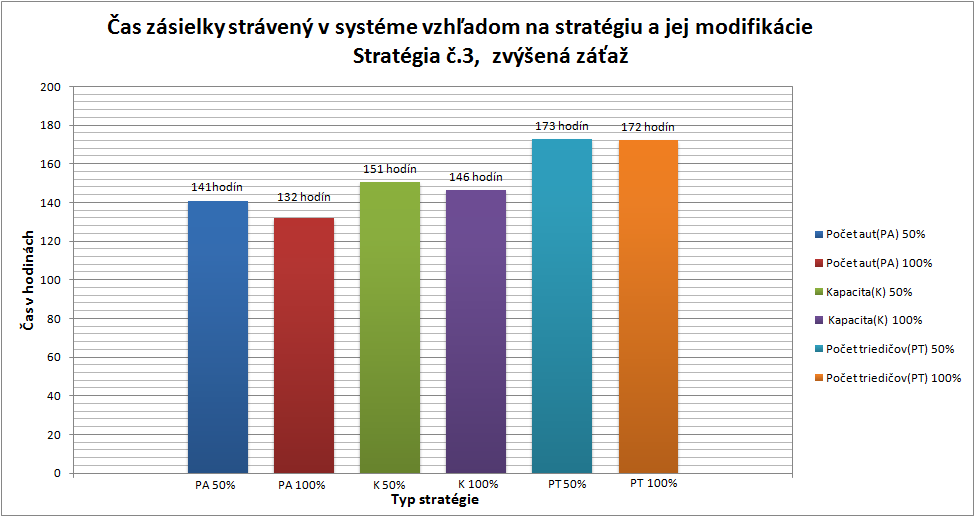 Čas zásielky strávený v systéme vzhľadom na stratégiu a jej modifikácie
Stratégia č.3, zvýšená záťaž
Čas v hodinách
200
180
160
140
120
100
80
60
40
20
0
141hodín
132 hodín
151 hodín
146 hodín
173 hodín
172 hodín
PA 50%
PA 100%
K 50%
K 100%
PT 50%
PT 100%
Typ stratégie
Počet aut(PA) 50%
Počet aut(PA) 100%
Kapacita(K) 50%
Kapacita(K) 100%
Počet triedičov(PT) 50%
Počet triedičov(PT) 100%